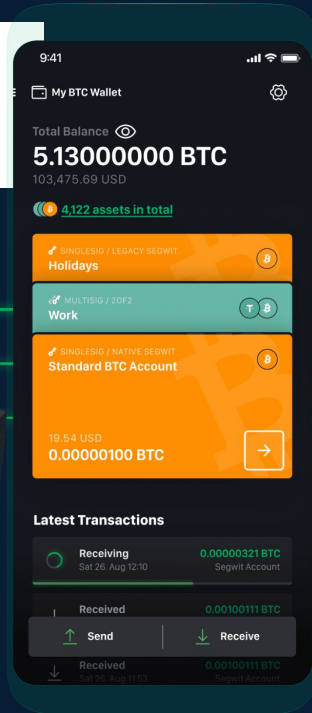 9:41
My BTC Wallet
Total Balance
5.13000000 BTC
103,475.69 USD
4,122 assets in total
SINGLESIG / LEGACY SEGWIT
Holidays
MULTISIG / 2OF2
Work
SINGLESIG / NATIVE SEGWIT
Standard BTC Account
19.54 USD
0.00000100 BTC
Latest Transactions
Receiving 0.00000321 BTC
Sat 26. Aug 12:10 Segwit Account
Received 0.00100111 BTC
Send Receive
Received 0.00100111 BTC
Sat 26. Aug 11:53 Segwit Account